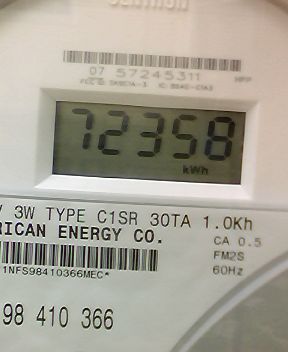 07 57245311
72358
kWh
V 3W TYPE C1SR 30TA 1.0Kh
RICAN ENERGY CO.
CA 0.5
FM2S
60Hz
1NFS98410366MEC*
98 410 366